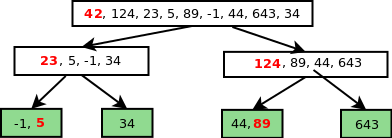 42, 124, 23, 5, 89, -1, 44, 643, 34
23, 5, -1, 34
124, 89, 44, 643
-1, 5
34
44, 89
643